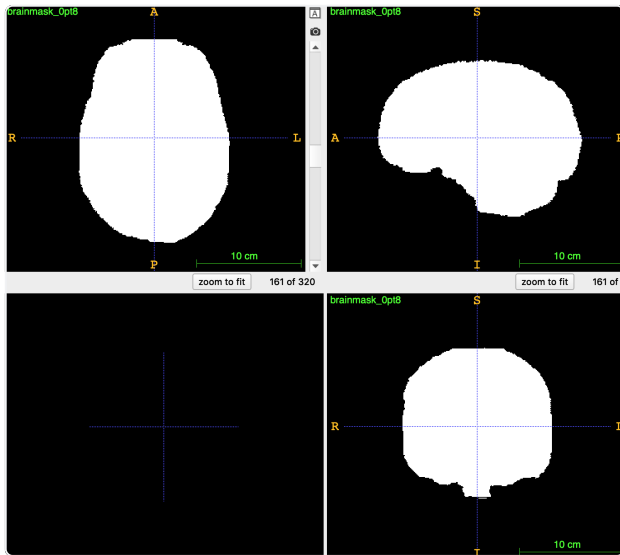 brainmask_0pt8
A
A
R
L
10 cm
P
zoom to fit
161 of 320
brainmask_0pt8
S
A
10 cm
I
zoom to fit
161 of
brainmask_0pt8
S
R
10 cm